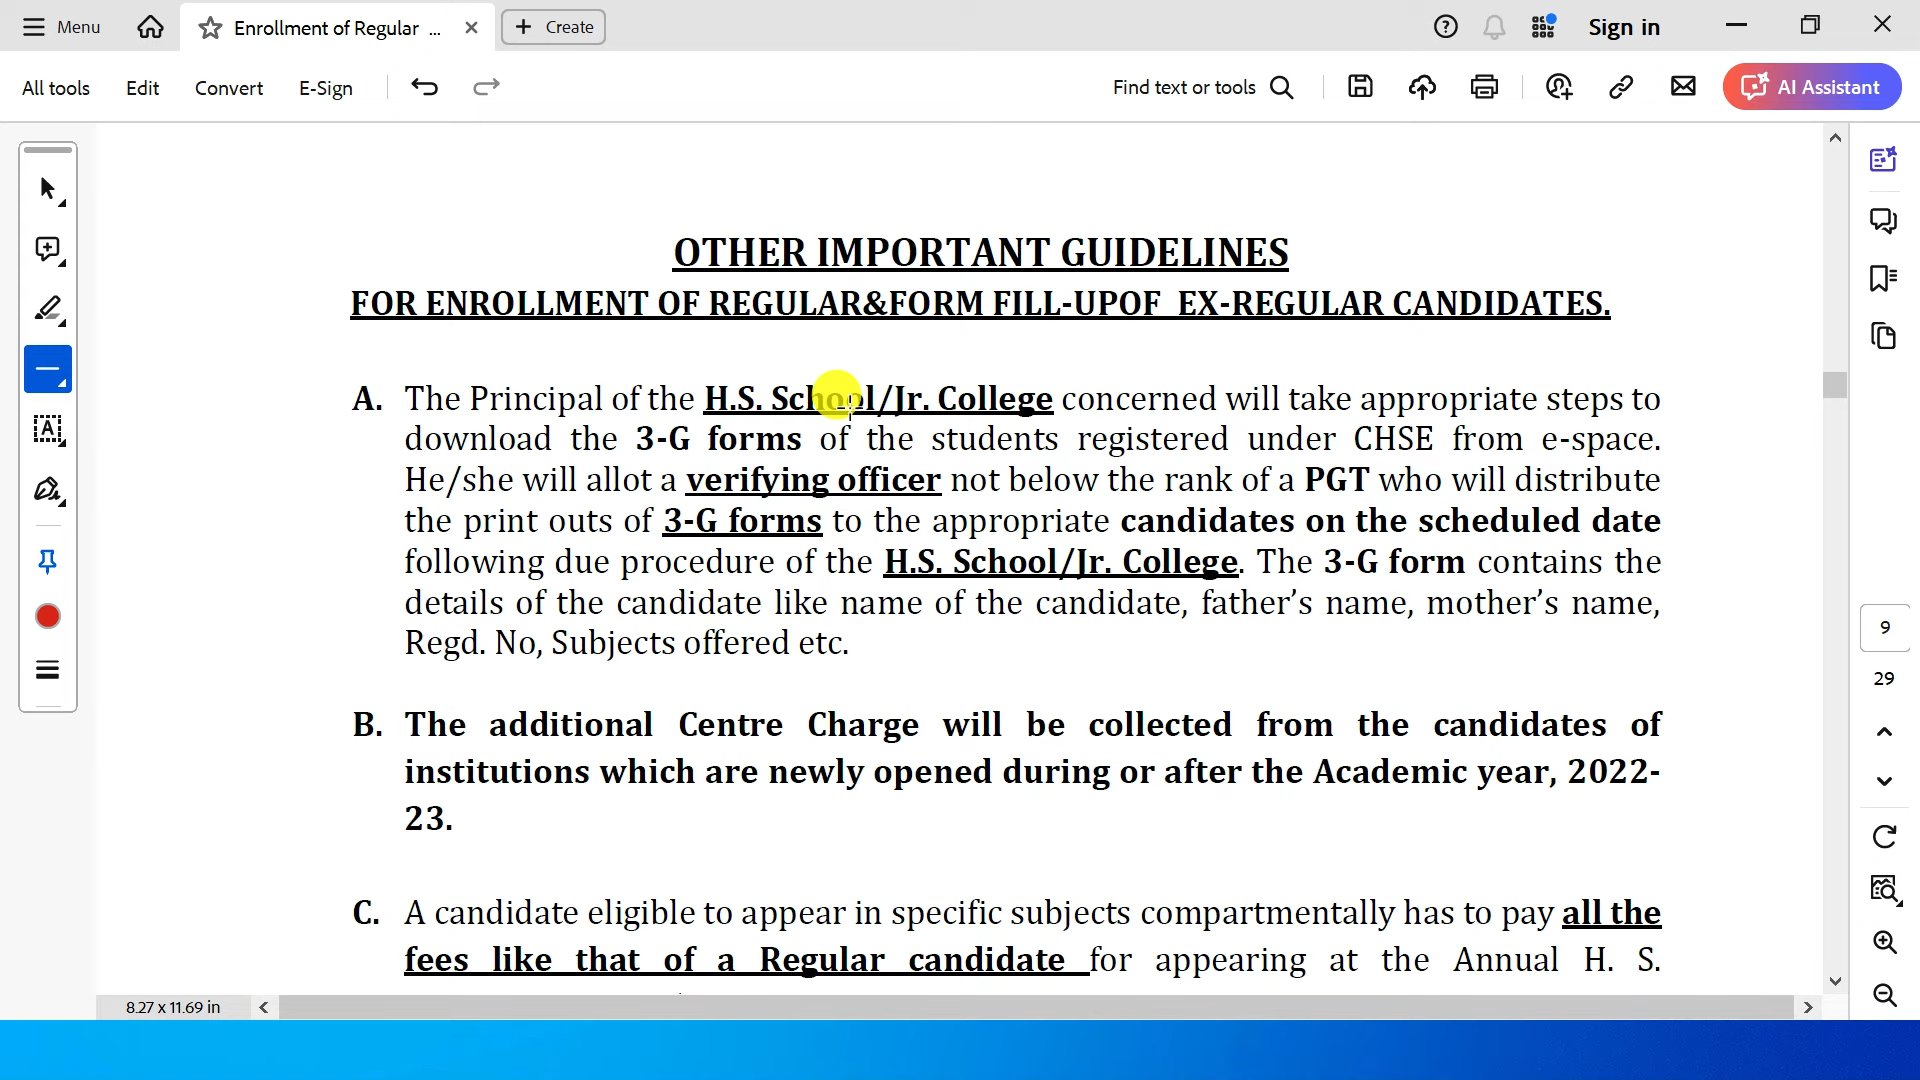 Menu
Enrollment of Regular ...
Create
Sign in
All tools
Edit
Convert
E-Sign
Find text or tools
AI Assistant
OTHER IMPORTANT GUIDELINES
FOR ENROLLMENT OF REGULAR&FORM FILL-UPOF EX-REGULAR CANDIDATES.
A. The Principal of the H.S. School/Jr. College concerned will take appropriate steps to
download the 3-G forms of the students registered under CHSE from e-space.
He/she will allot a verifying officer not below the rank of a PGT who will distribute
the print outs of 3-G forms to the appropriate candidates on the scheduled date
following due procedure of the H.S. School/Jr. College. The 3-G form contains the
details of the candidate like name of the candidate, father's name, mother's name,
Regd. No, Subjects offered etc.
B. The additional Centre Charge will be collected from the candidates of
institutions which are newly opened during or after the Academic year, 2022-
23.
C. A candidate eligible to appear in specific subjects compartmentally has to pay all the
fees like that of a Regular candidate for appearing at the Annual H. S.
9
29
8.27 x 11.69 in